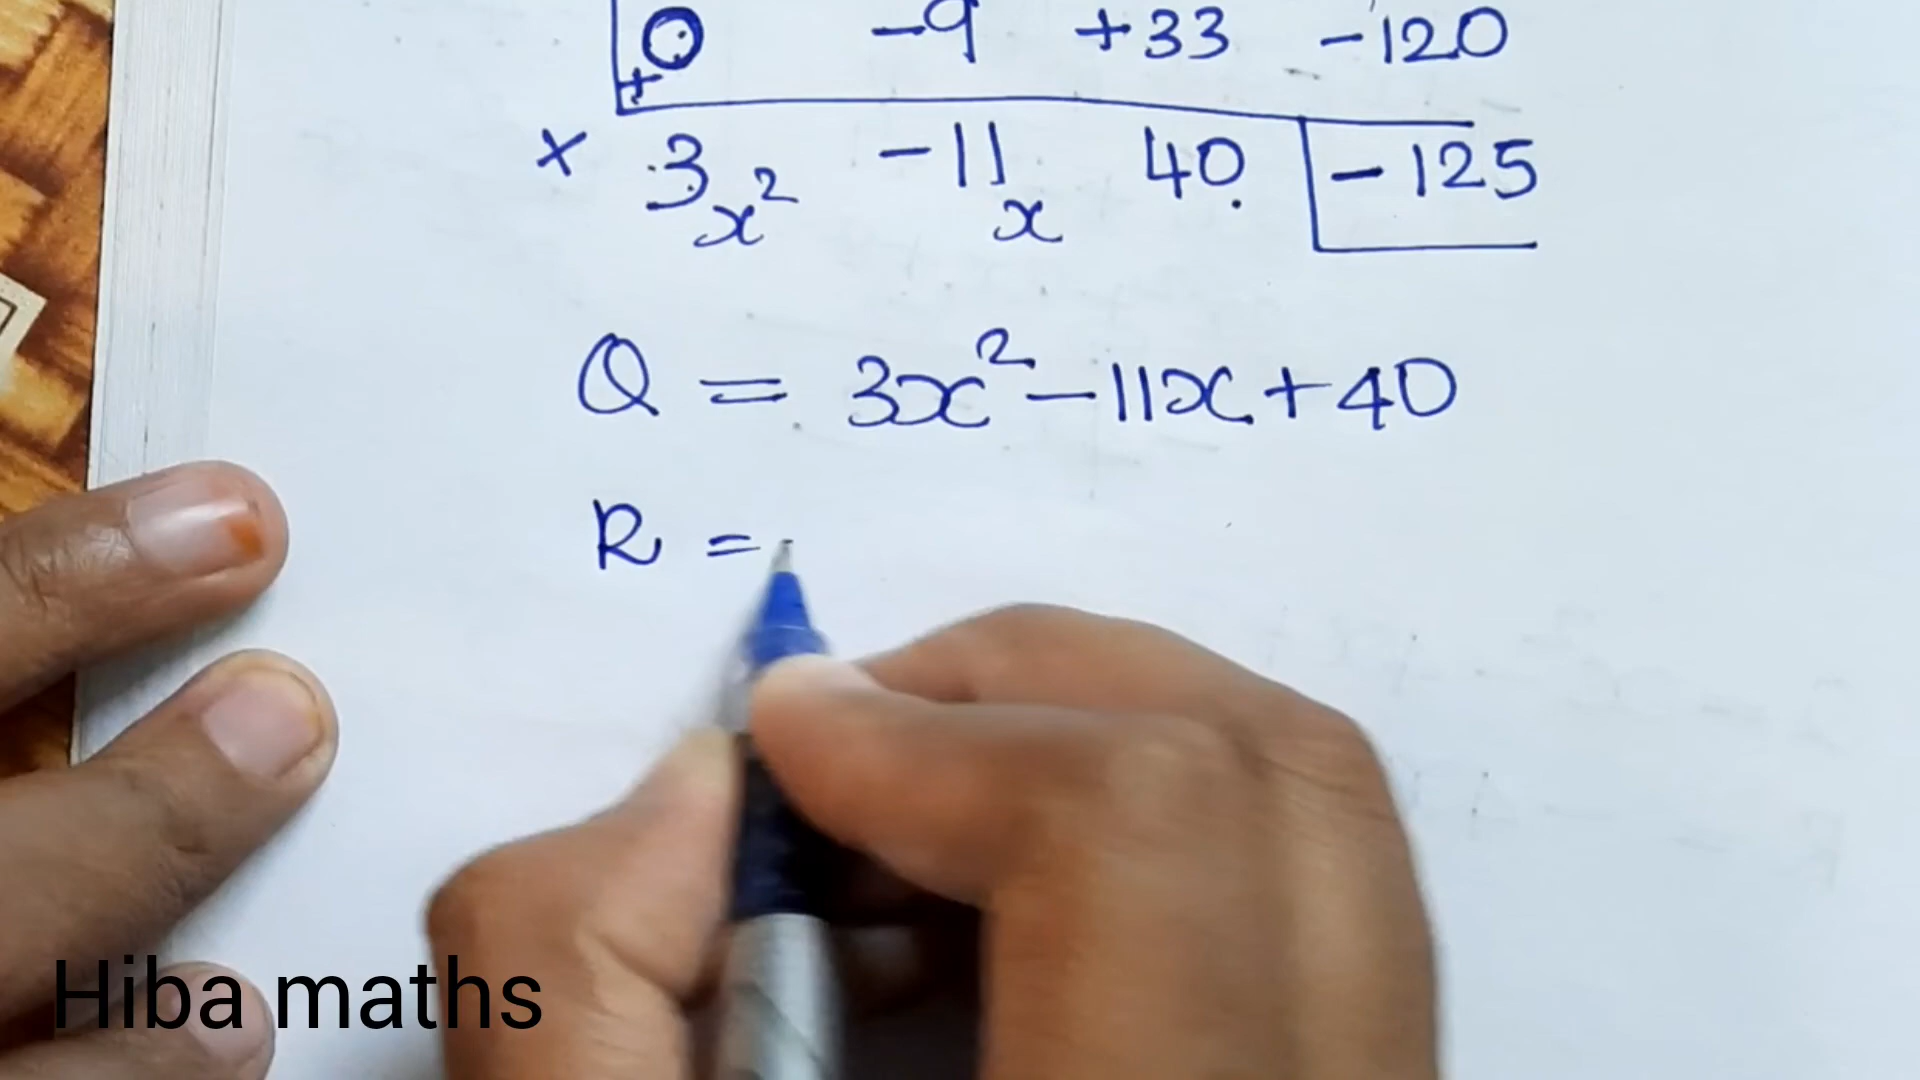 0 -9 +33 -120
+
× 3x² -11x 40 -125
Q = 3x² - 11x + 40
R =
Hiba maths